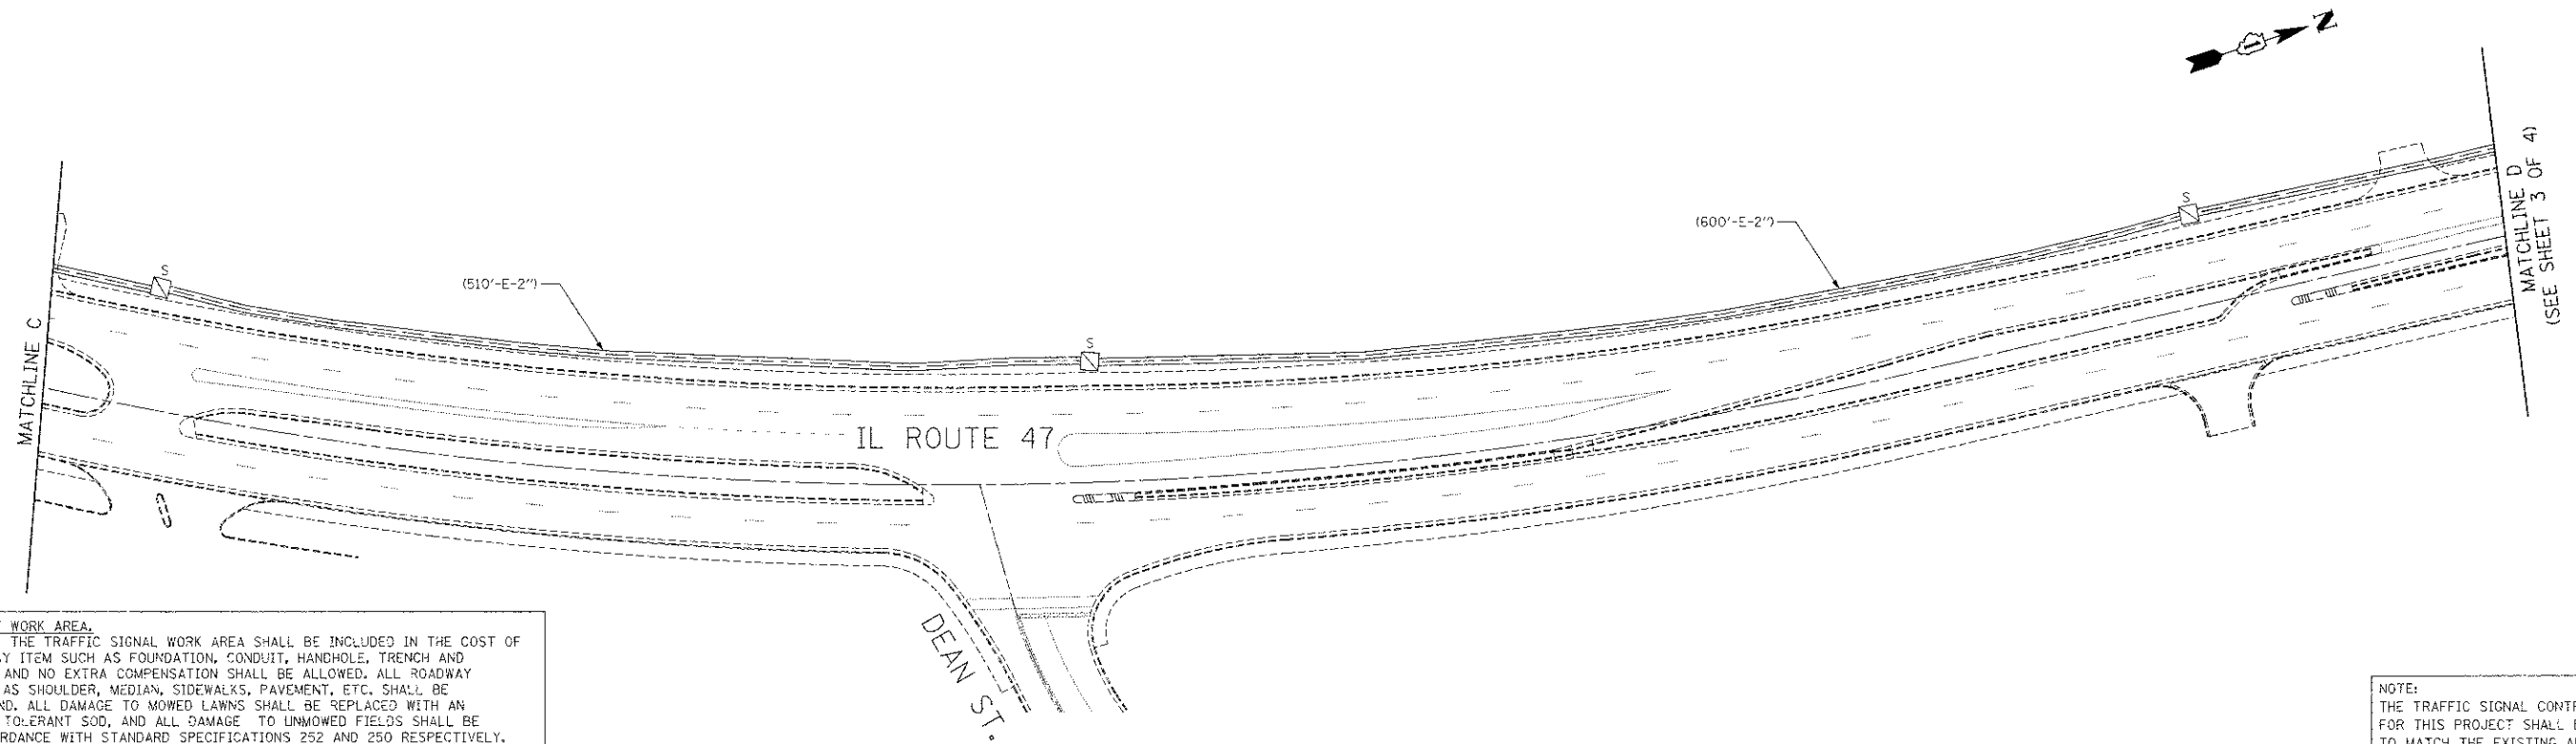 N
MATCHLINE C
S
(510'-E-2")
S
(600'-E-2")
S
MATCHLINE D
(SEE SHEET 3 OF 4)
IL ROUTE 47
DEAN ST.
WORK AREA.
THE TRAFFIC SIGNAL WORK AREA SHALL BE INCLUDED IN THE COST OF
ITEM SUCH AS FOUNDATION, CONDUIT, HANDHOLE, TRENCH AND
AND NO EXTRA COMPENSATION SHALL BE ALLOWED. ALL ROADWAY
AS SHOULDER, MEDIAN, SIDEWALKS, PAVEMENT, ETC. SHALL BE
ALL DAMAGE TO MOWED LAWNS SHALL BE REPLACED WITH AN
TOLERANT SOD, AND ALL DAMAGE TO UNMOWED FIELDS SHALL BE
WITH STANDARD SPECIFICATIONS 252 AND 250 RESPECTIVELY.
NOTE:
THE TRAFFIC SIGNAL
FOR THIS PROJECT SHALL
TO MATCH THE EXISTING